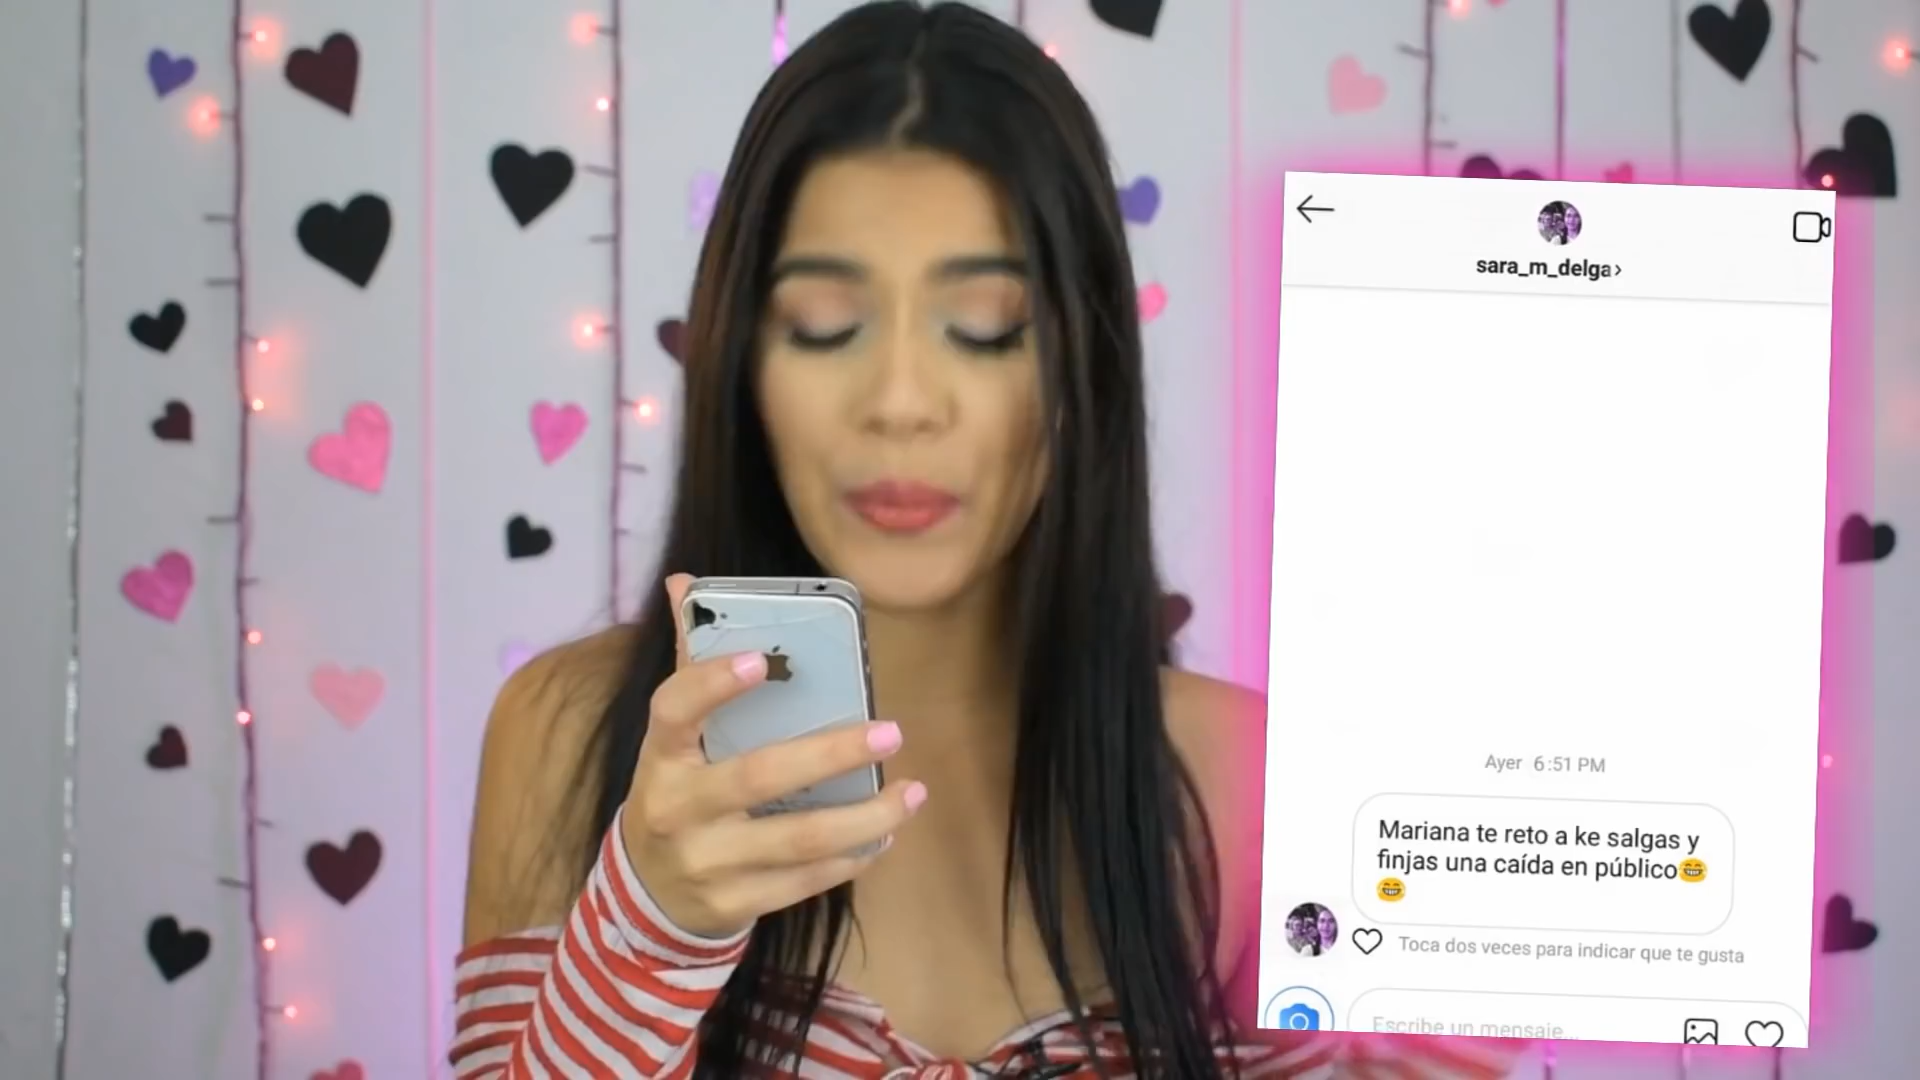 sara_m_delga
Ayer 6:51 PM
Mariana te reto a ke salgas y
finjas una caída en público😂
😂
Toca dos veces para indicar que te gusta
Escribe un mensaje...